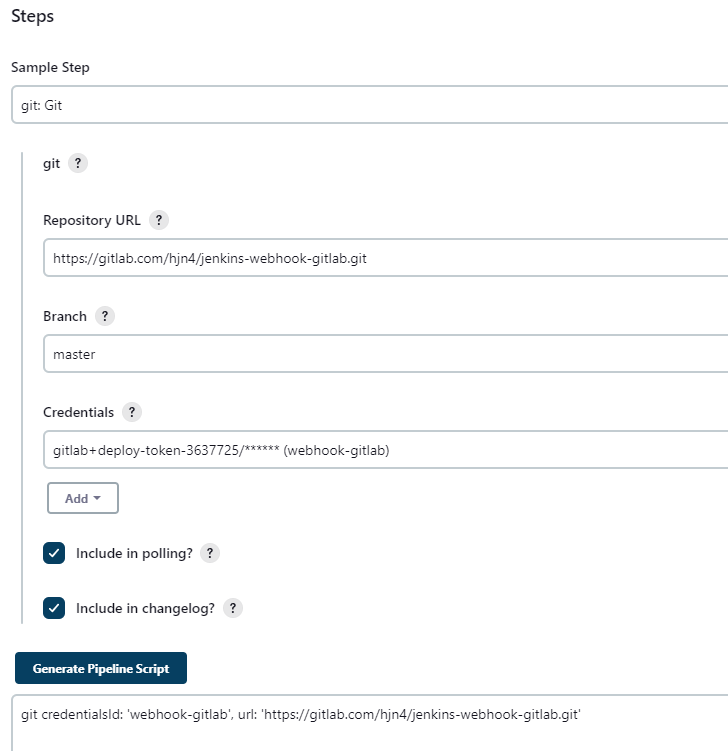 Steps
Sample Step
git: Git
git ?
Repository URL ?
https://gitlab.com/hjn4/jenkins-webhook-gitlab.git
Branch ?
master
Credentials ?
gitlab+deploy-token-3637725/****** (webhook-gitlab)
Add
Include in polling? ?
Include in changelog? ?
Generate Pipeline Script
git credentialsId: 'webhook-gitlab', url: 'https://gitlab.com/hjn4/jenkins-webhook-gitlab.git'